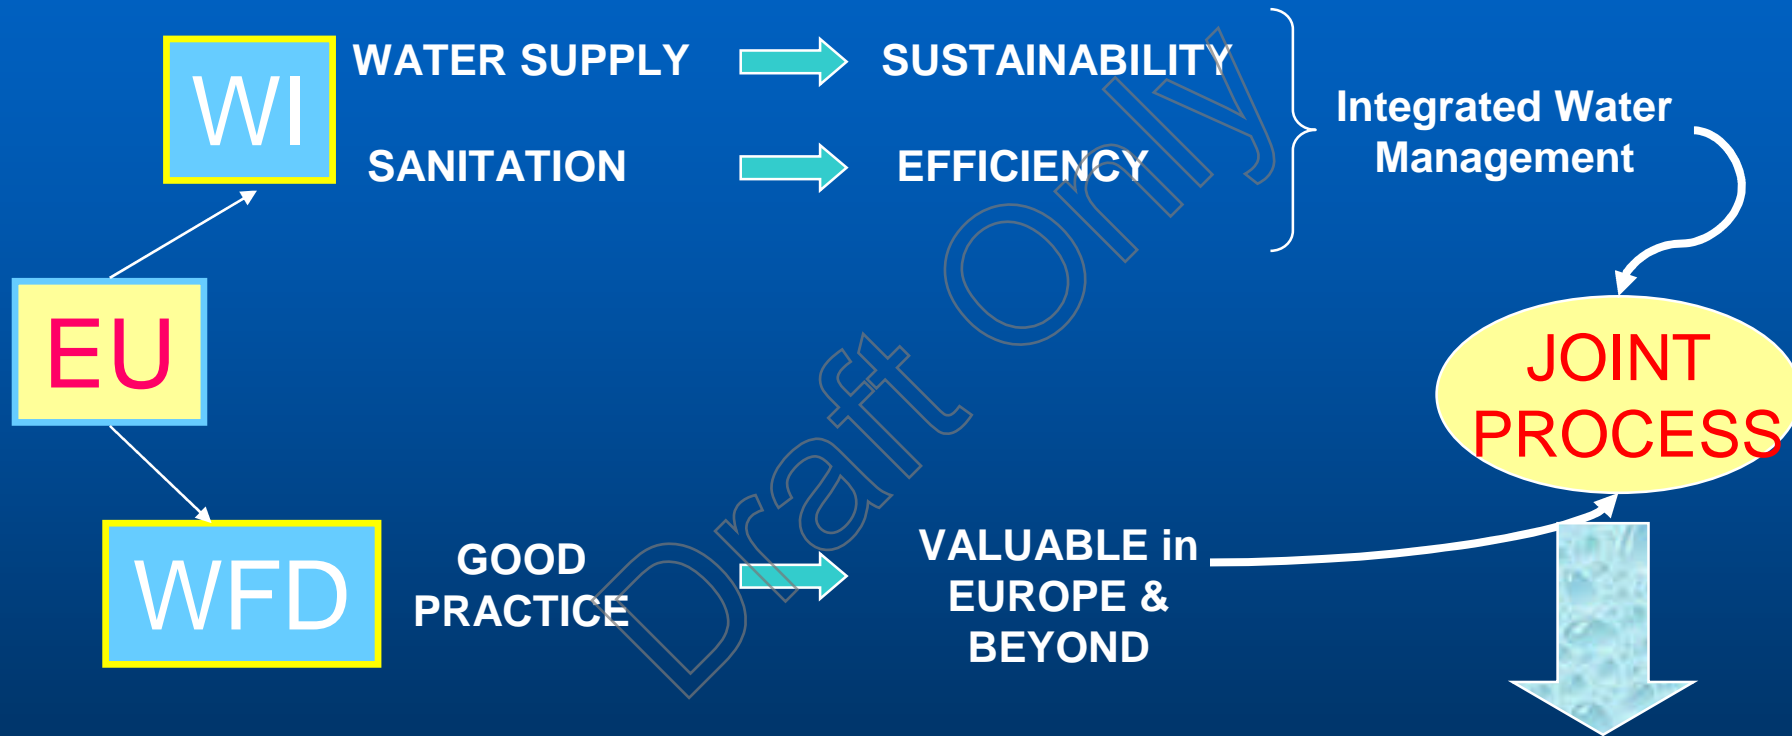 WI
WATER SUPPLY
SUSTAINABILITY
SANITATION
EFFICIENCY
Integrated Water
Management
EU
JOINT
PROCESS
WFD
GOOD
PRACTICE
VALUABLE in
EUROPE &
BEYOND
Draft Only